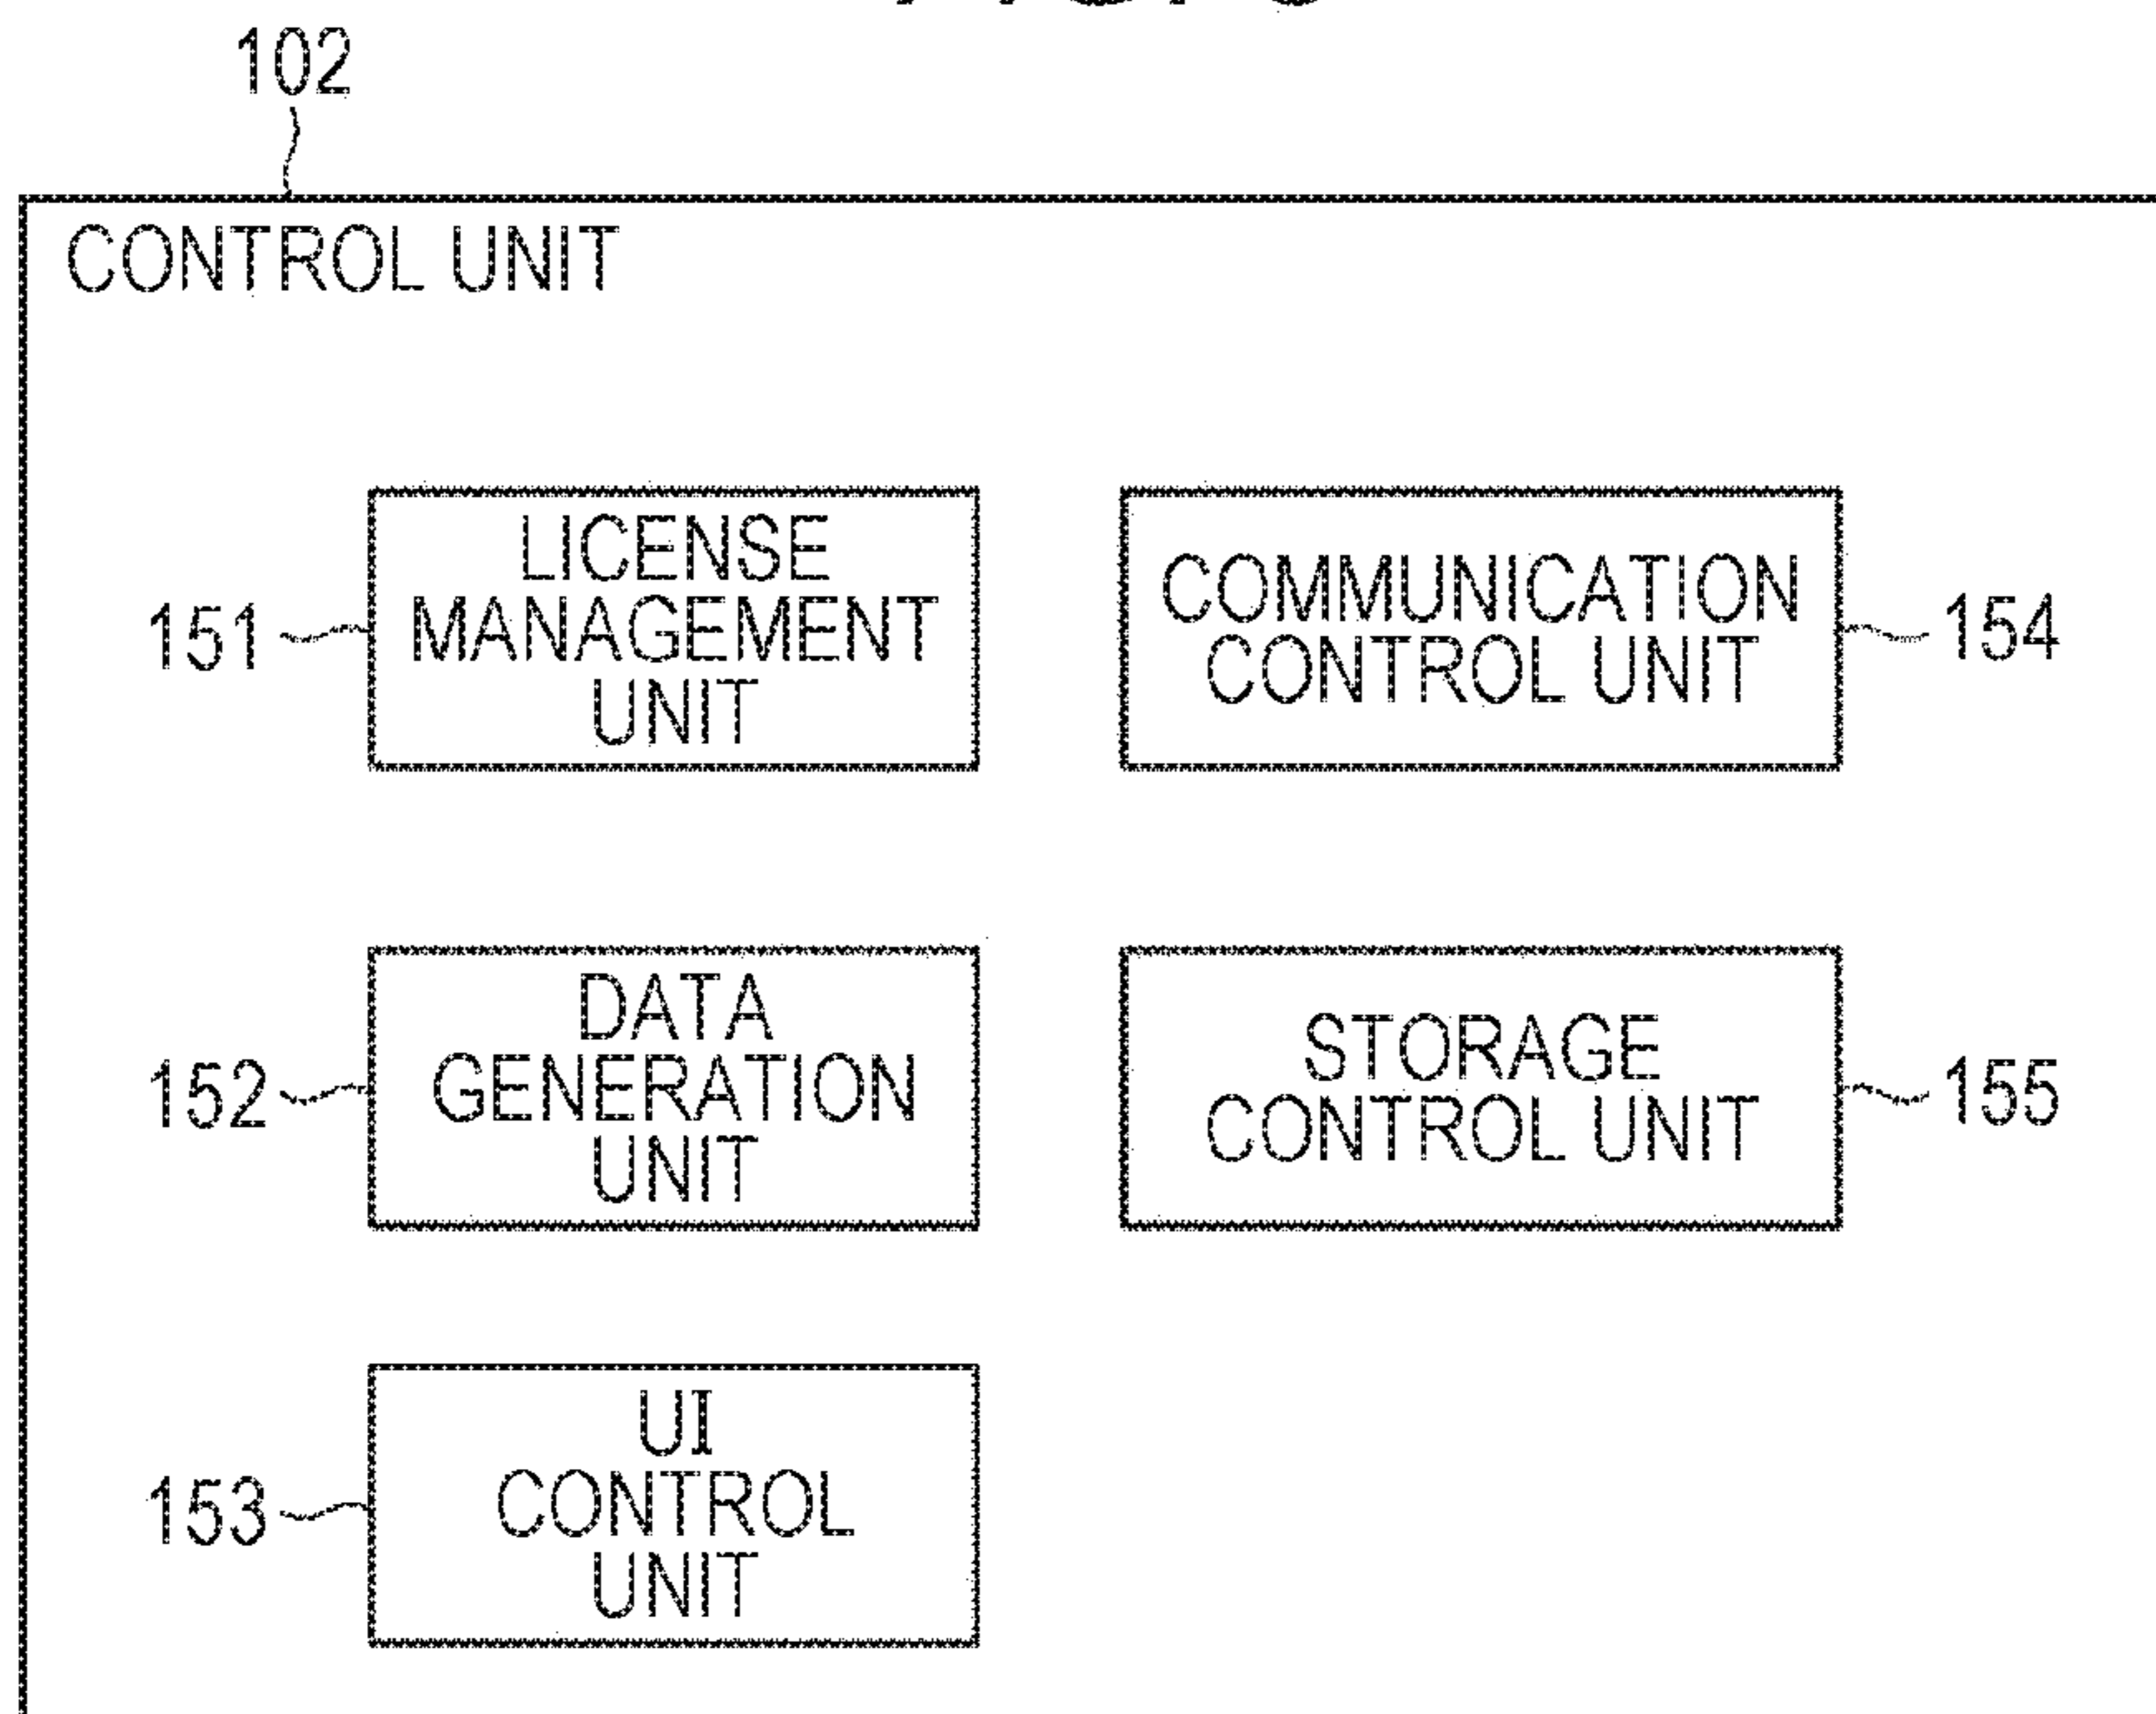 102
CONTROL UNIT
LICENSE
MANAGEMENT
UNIT
151
COMMUNICATION
CONTROL UNIT
154
DATA
GENERATION
UNIT
152
STORAGE
CONTROL UNIT
155
UI
CONTROL
UNIT
153